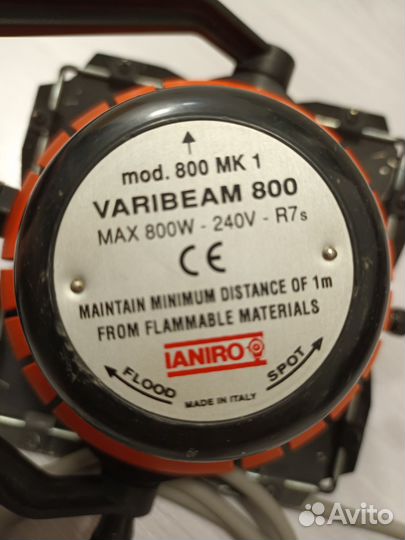 mod. 800 MK 1
VARIBEAM 800
MAX 800W - 240V - R7s
CE
MAINTAIN MINIMUM DISTANCE OF 1m
FROM FLAMMABLE MATERIALS
IANIRO
FLOOD SPOT
MADE IN ITALY
Avito